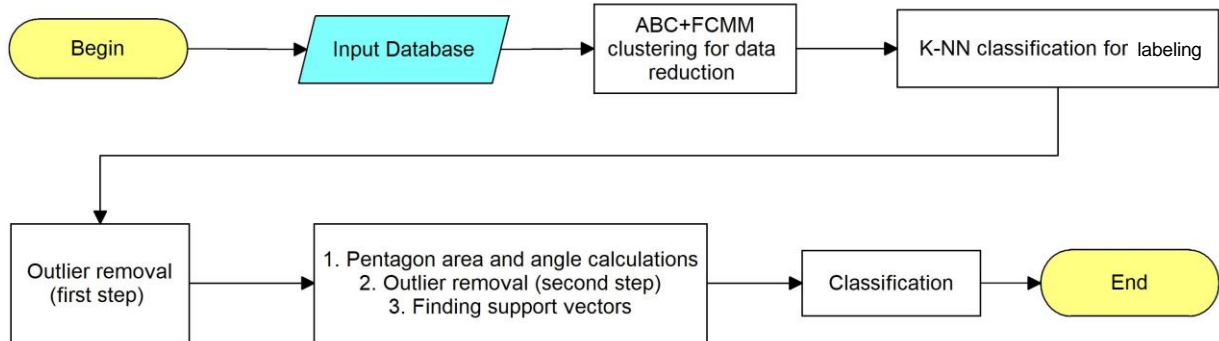 Begin
Input Database
ABC+FCMM
clustering for data
reduction
K-NN classification for labeling
Outlier removal
(first step)
1. Pentagon area and angle calculations
2. Outlier removal (second step)
3. Finding support vectors
Classification
End